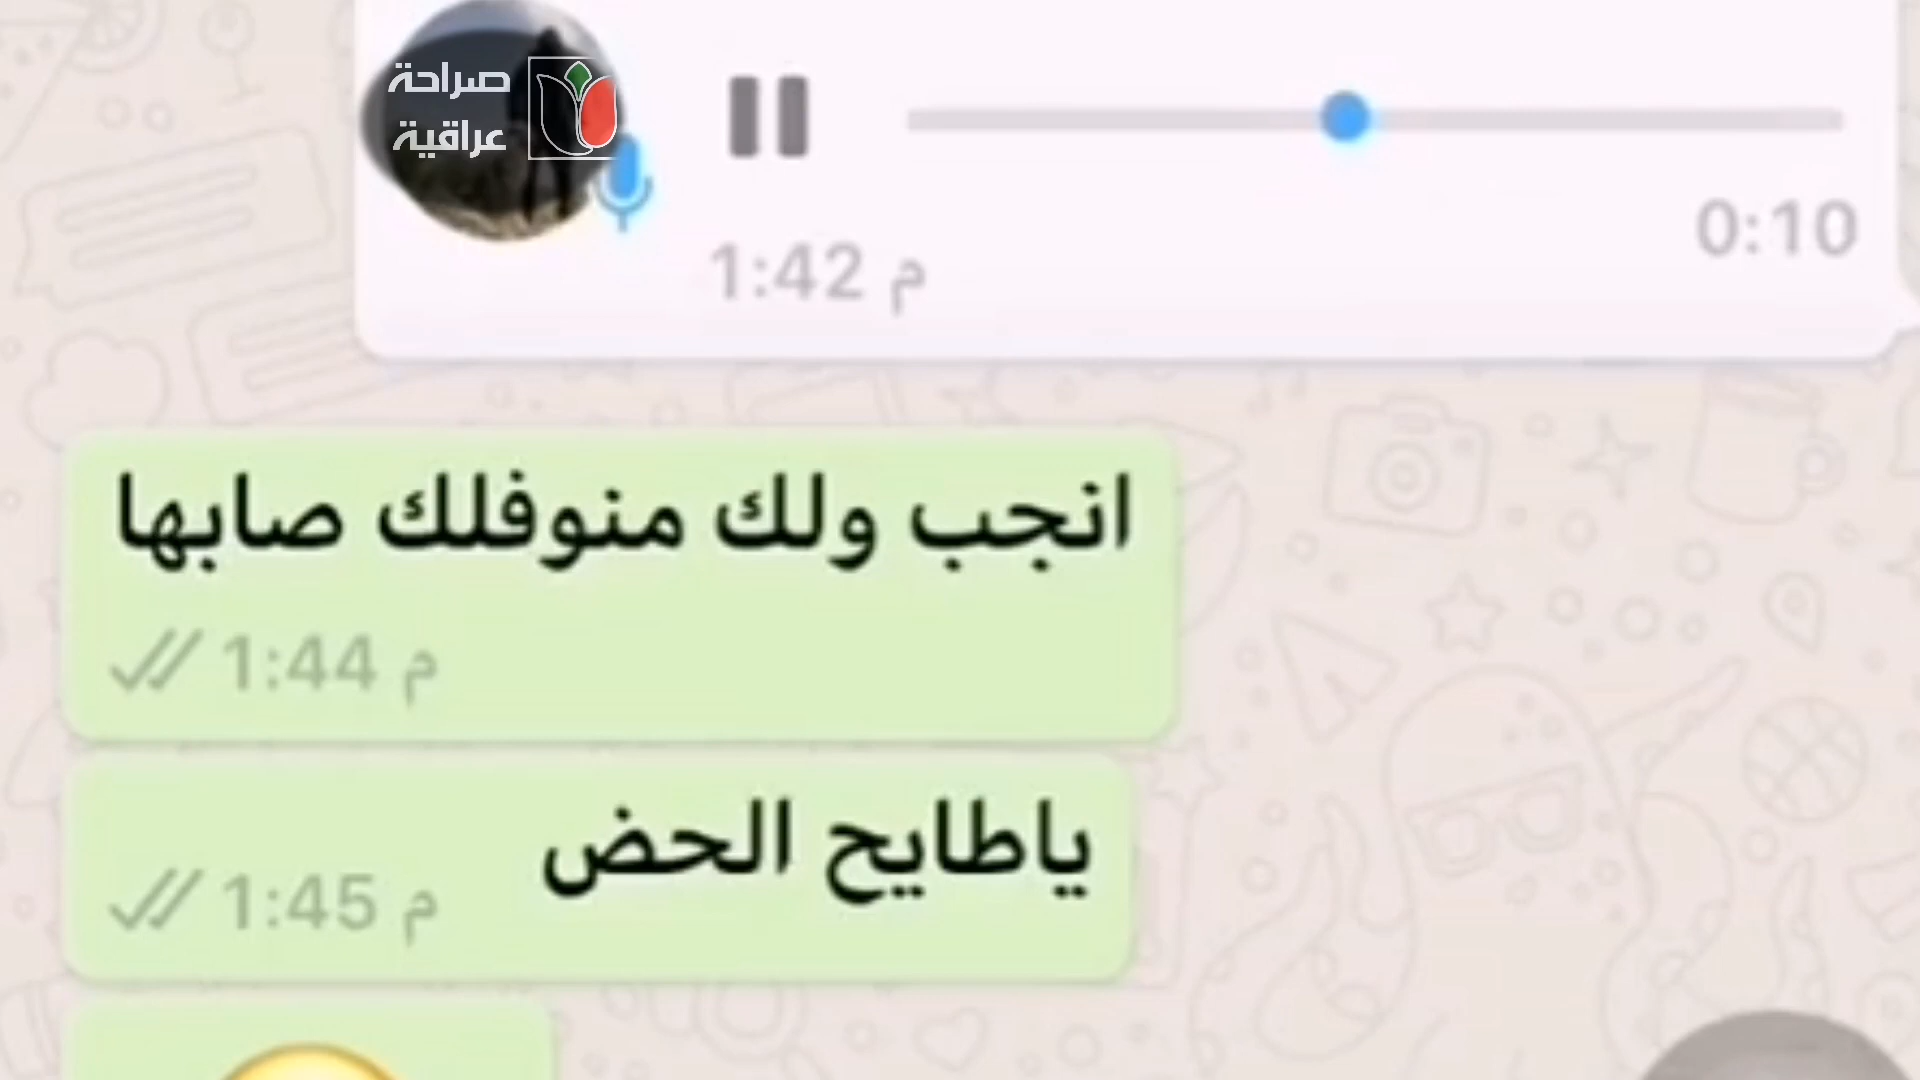 صراحة
عراقية
0:10
1:42 م
انجب ولك منوفلك صابها
1:44 م
ياطايح الحض
1:45 م